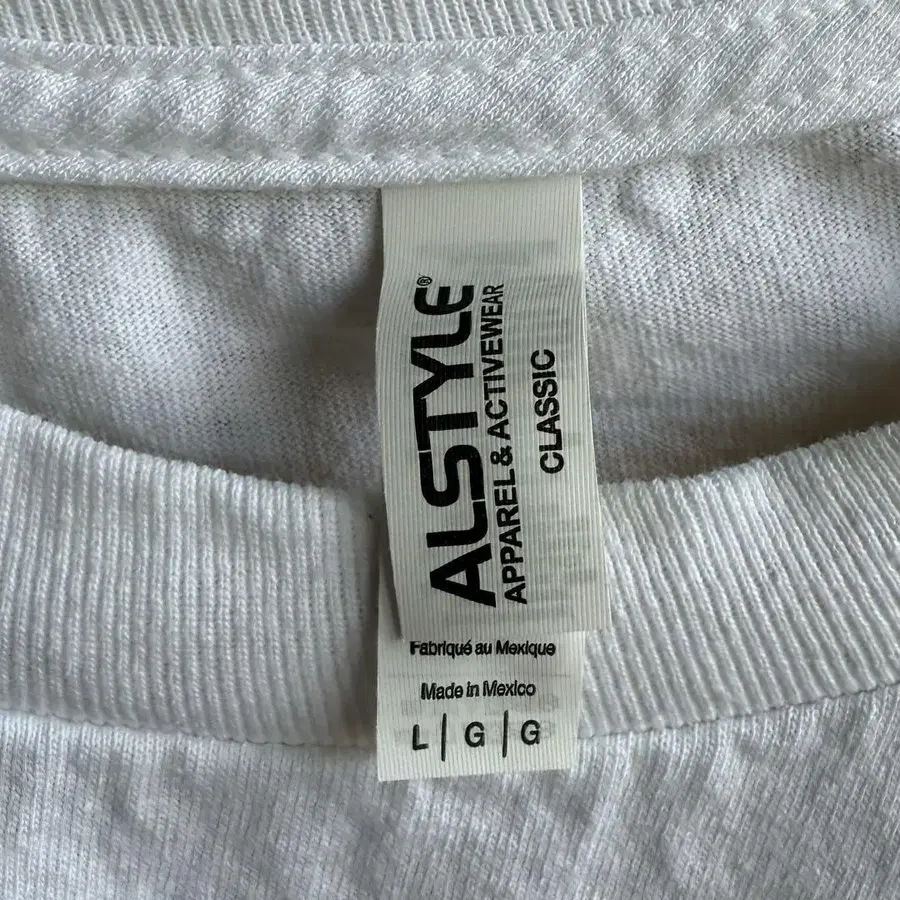 ALSTYLE®
APPAREL & ACTIVEWEAR
CLASSIC
Fabriqué au Mexique
Made in Mexico
L | G | G